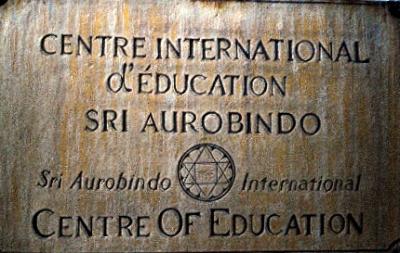 CENTRE INTERNATIONAL
d'ÉDUCATION
SRI AUROBINDO
Sri Aurobindo International
CENTRE OF EDUCATION